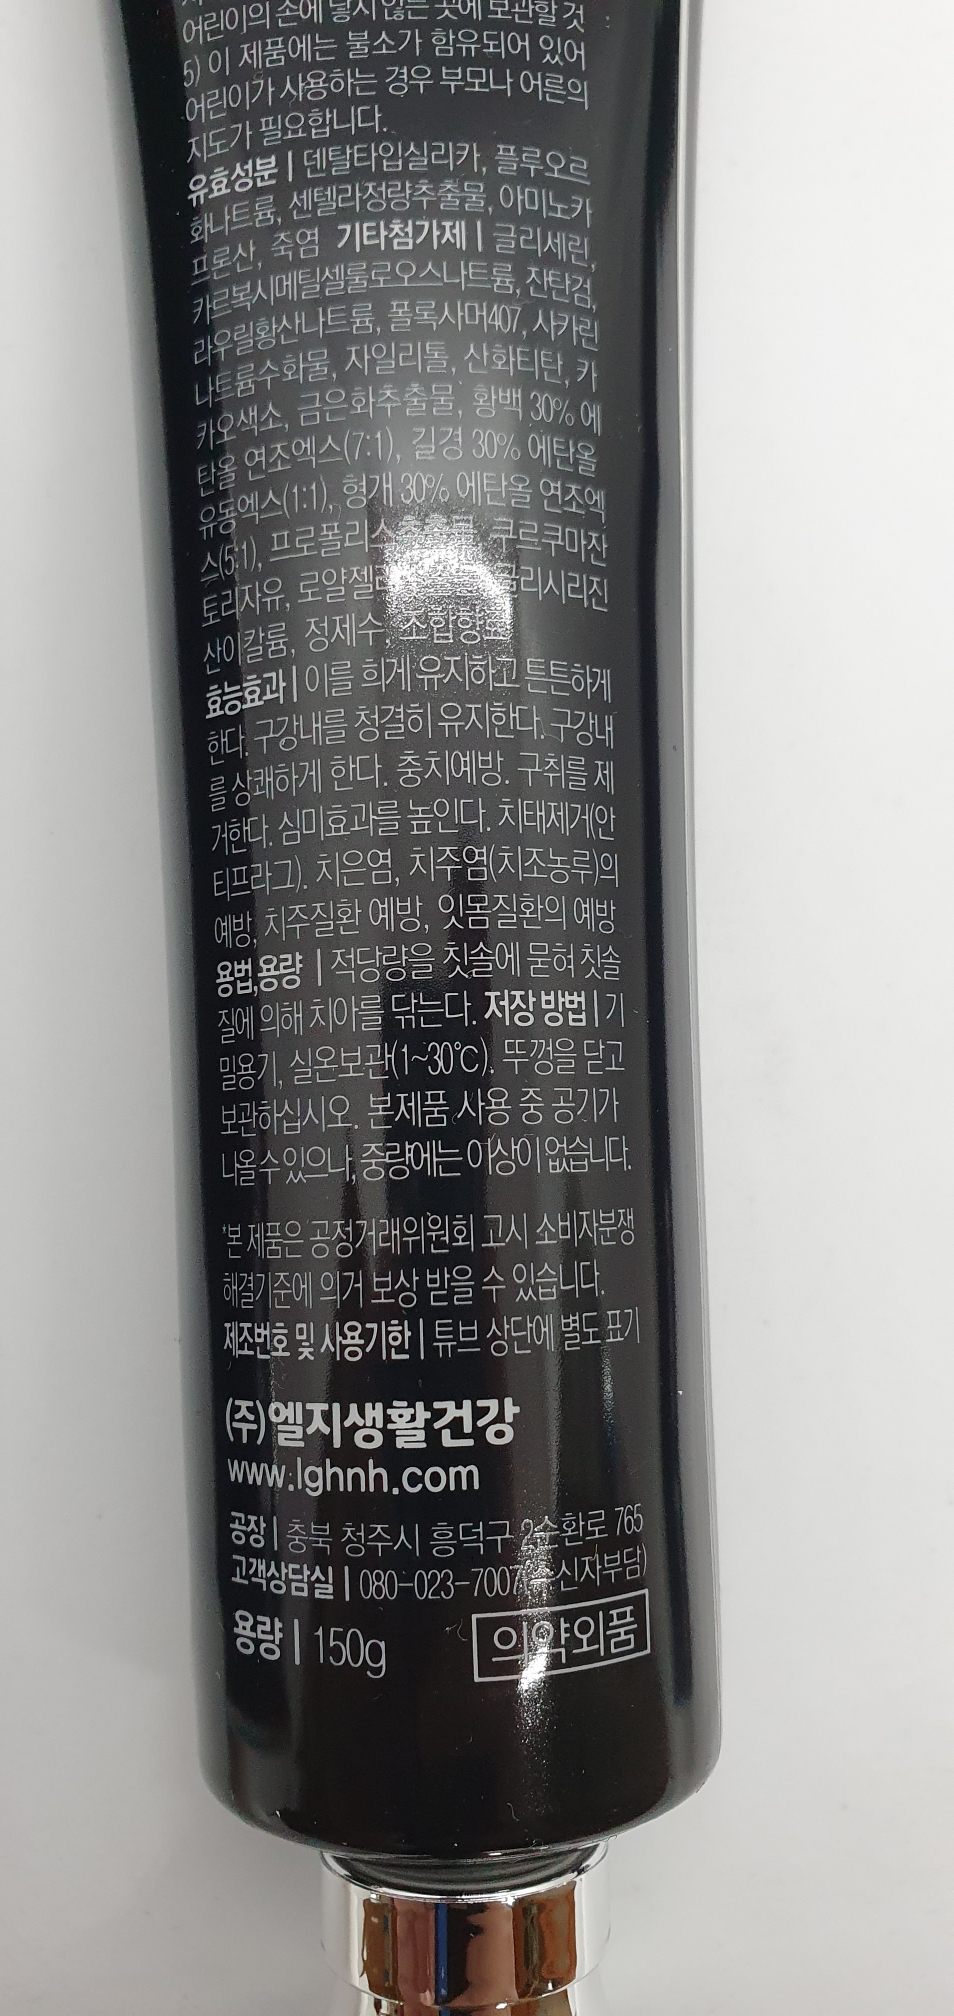 어린이의 손에 닿지 않는 곳에 보관할 것
5) 이 제품에는 불소가 함유되어 있어
어린이가 사용하는 경우 부모나 어른의
지도가 필요합니다.
유효성분 | 덴탈타입실리카, 플루오르
화나트륨, 센텔라정량추출물, 아미노카
프론산, 죽염 기타첨가제 | 글리세린,
카르복시메틸셀룰로오스나트륨, 잔탄검,
라우릴황산나트륨, 폴록사머407, 사카린
나트륨수화물, 자일리톨, 산화티탄, 카
카오색소, 금은화추출물, 황백 30% 에
탄올 연조엑스(7:1), 길경 30% 에탄올
유동엑스(1:1), 형개 30% 에탄올 연조엑
스(5:1), 프로폴리스추출물, 쿠르쿠마잔
토리자유, 로얄젤리 글리시리진
산이칼륨, 정제수, 조합향료
효능효과 | 이를 희게 유지하고 튼튼하게
한다. 구강내를 청결히 유지한다. 구강내
를 상쾌하게 한다. 충치예방. 구취를 제
거한다. 심미효과를 높인다. 치태제거(안
티프라그). 치은염, 치주염(치조농루)의
예방, 치주질환 예방, 잇몸질환의 예방
용법,용량 | 적당량을 칫솔에 묻혀 칫솔
질에 의해 치아를 닦는다. 저장 방법 | 기
밀용기, 실온보관(1~30℃). 뚜껑을 닫고
보관하십시오. 본제품 사용 중 공기가
나올 수 있으나, 중량에는 이상이 없습니다.
*본 제품은 공정거래위원회 고시 소비자분쟁
해결기준에 의거 보상 받을 수 있습니다.
제조번호 및 사용기한 | 튜브 상단에 별도 표기
(주)엘지생활건강
www.lghnh.com
공장 | 충북 청주시 흥덕구 2순환로 765
고객상담실 | 080-023-7007(수신자부담)
용량 | 150g
의약외품